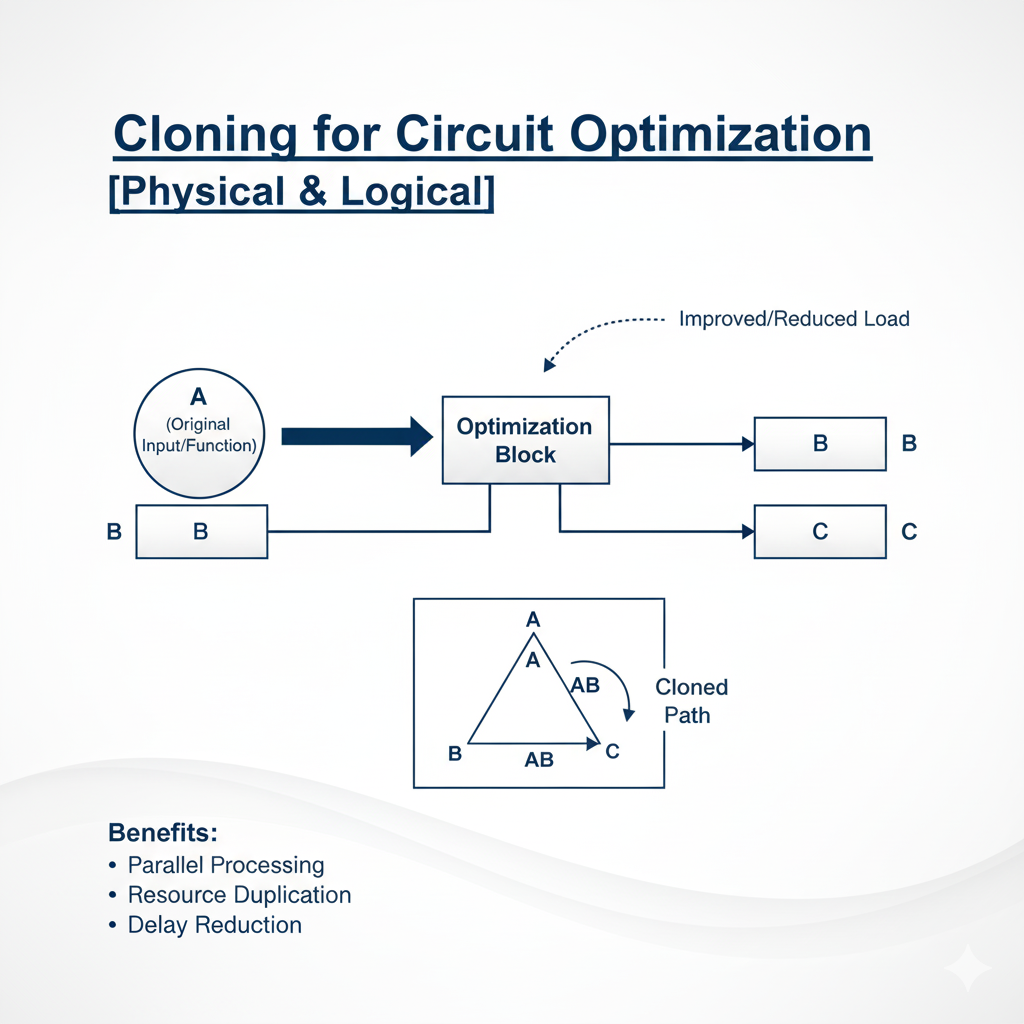 Cloning for Circuit Optimization
[Physical & Logical]
Improved/Reduced Load
A
(Original
Input/Function)
Optimization
Block
B
B
B
B
C
C
A
A
AB
Cloned
Path
B
AB
C
Benefits:
• Parallel Processing
• Resource Duplication
• Delay Reduction